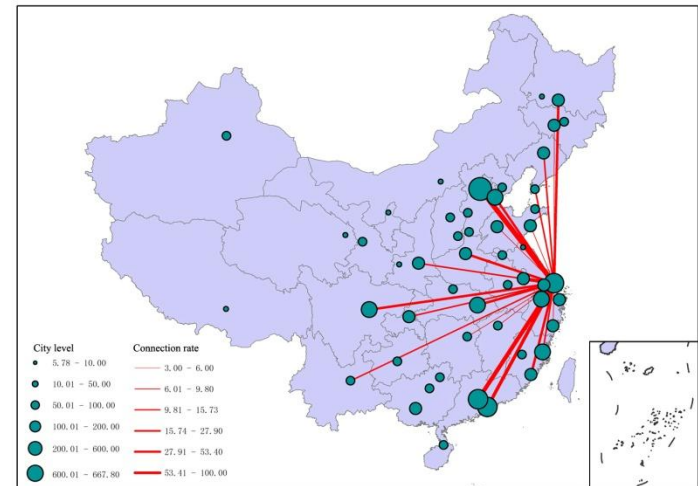 City level
5.78 - 10.00
10.01 - 50.00
50.01 - 100.00
100.01 - 200.00
200.01 - 600.00
600.01 - 667.80
Connection rate
3.00 - 6.00
6.01 - 9.80
9.81 - 15.73
15.74 - 27.90
27.91 - 53.40
53.41 - 100.00